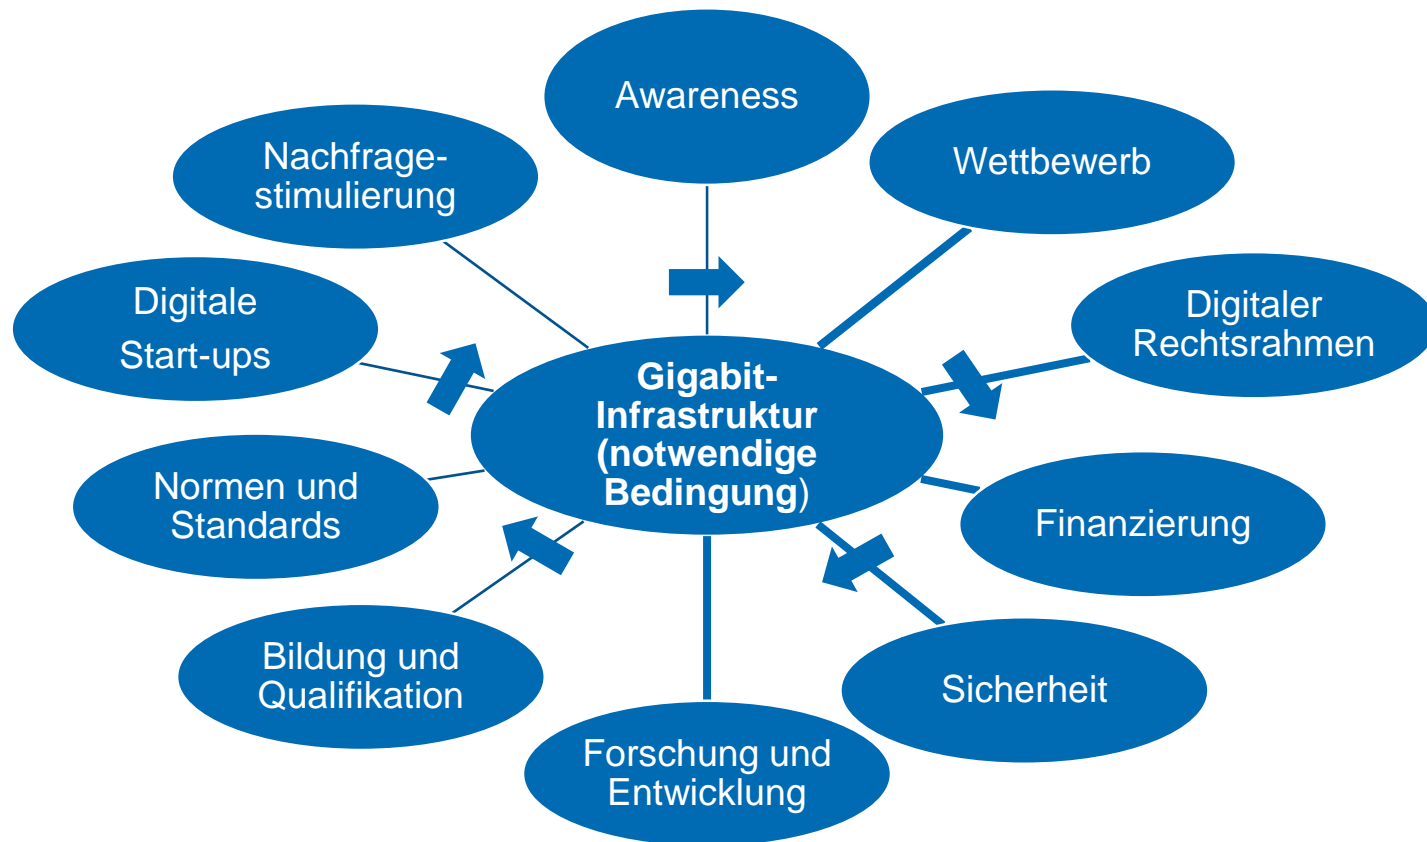 Awareness
Wettbewerb
Digitaler
Rechtsrahmen
Finanzierung
Sicherheit
Forschung und
Entwicklung
Bildung und
Qualifikation
Normen und
Standards
Digitale
Start-ups
Nachfrage-
stimulierung
Gigabit-
Infrastruktur
(notwendige
Bedingung)